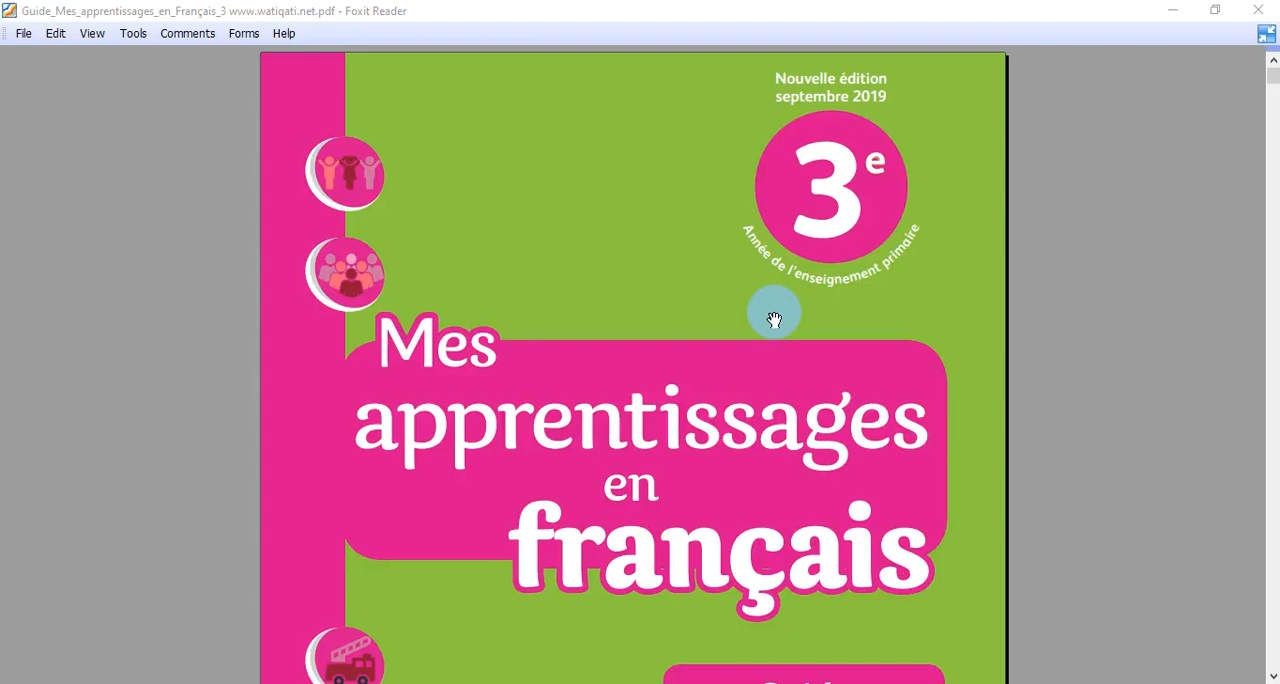 Guide_Mes_apprentissages_en_Français_3 www.watiqati.net.pdf - Foxit Reader
File Edit View Tools Comments Forms Help
Nouvelle édition
septembre 2019
3e
Année de l'enseignement primaire
Mes
apprentissages
en
français